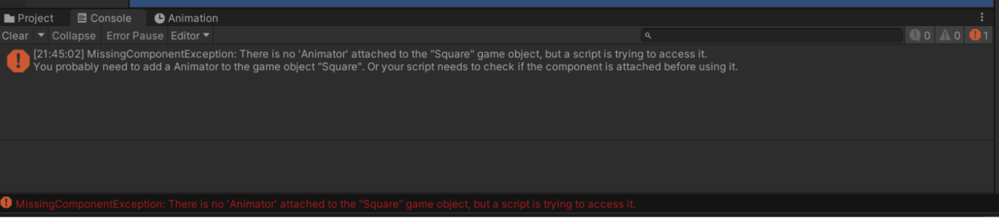 Project Console Animation
Clear Collapse Error Pause Editor 0 0 1
[21:45:02] MissingComponentException: There is no 'Animator' attached to the "Square" game object, but a script is trying to access it.
You probably need to add a Animator to the game object "Square". Or your script needs to check if the component is attached before using it.
MissingComponentException: There is no 'Animator' attached to the "Square" game object, but a script is trying to access it.